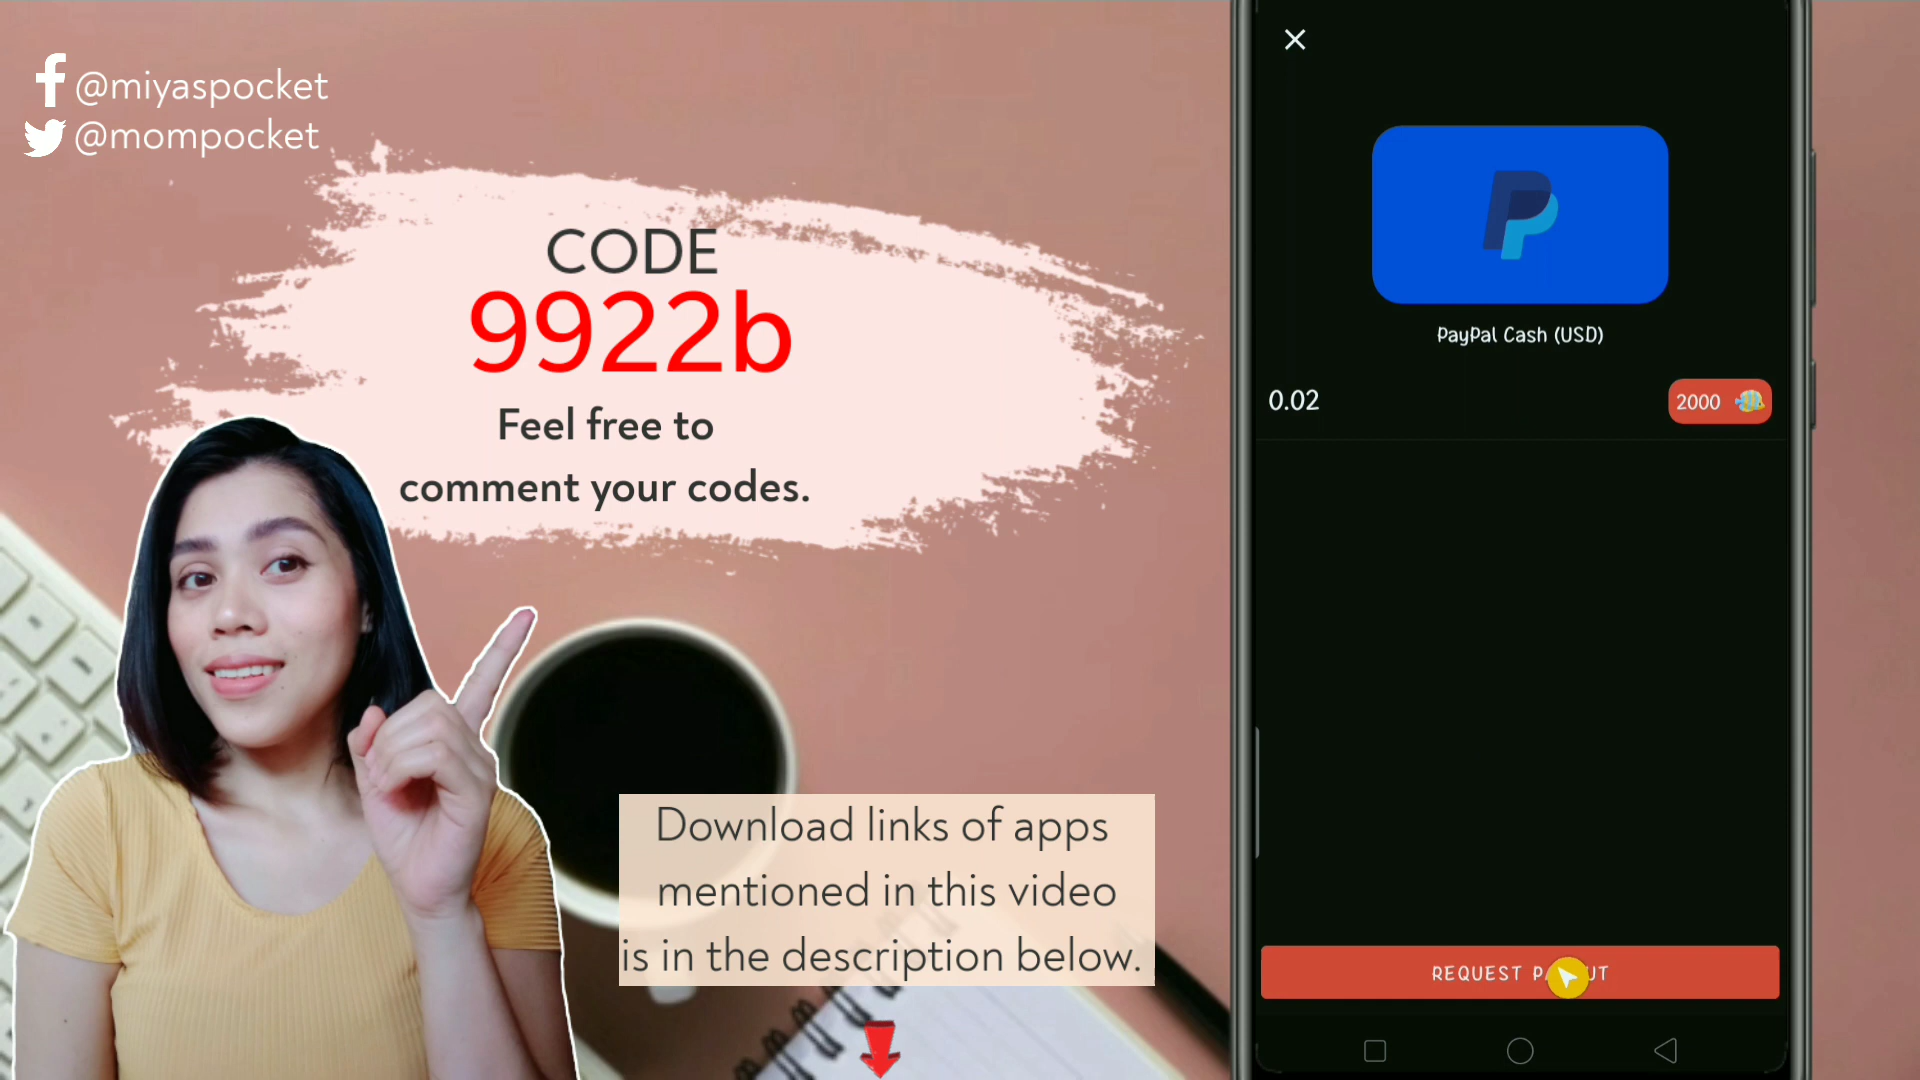 @miyaspocket
@mompocket
CODE
9922b
Feel free to
comment your codes.
Download links of apps
mentioned in this video
is in the description below.
PayPal Cash (USD)
0.02
2000
REQUEST